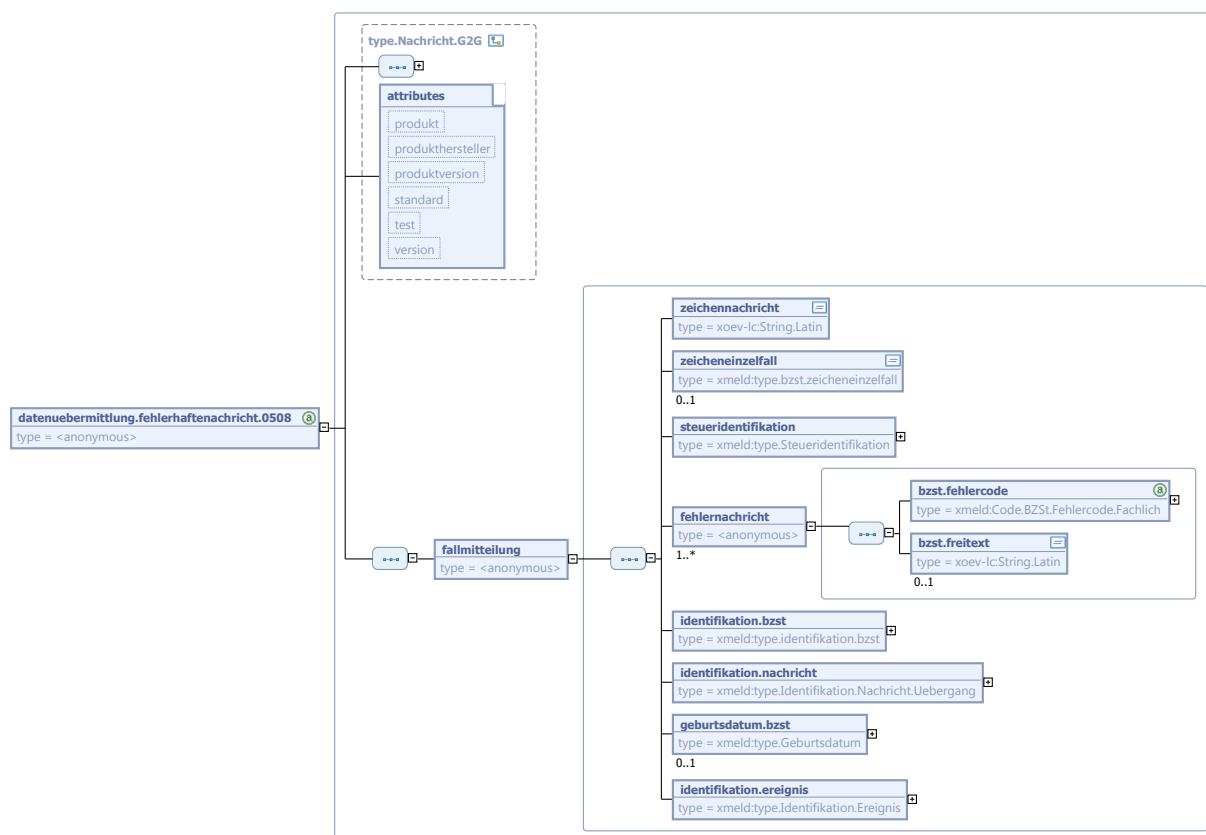 type.Nachricht.G2G
attributes
produkt
produkthersteller
produktversion
standard
test
version
datenuebermittlung.fehlerhaftenachricht.0508
type = <anonymous>
fallmitteilung
type = <anonymous>
zeichennachricht
type = xoev-lc:String.Latin
zeicheneinzelfall
type = xmeld:type.bzst.zeicheneinzelfall
0..1
steueridentifikation
type = xmeld:type.Steueridentifikation
fehlernachricht
type = <anonymous>
1..*
bzst.fehlercode
type = xmeld:Code.BZSt.Fehlercode.Fachlich
bzst.freitext
type = xoev-lc:String.Latin
0..1
identifikation.bzst
type = xmeld:type.identifikation.bzst
identifikation.nachricht
type = xmeld:type.Identifikation.Nachricht.Uebergang
geburtsdatum.bzst
type = xmeld:type.Geburtsdatum
0..1
identifikation.ereignis
type = xmeld:type.Identifikation.Ereignis